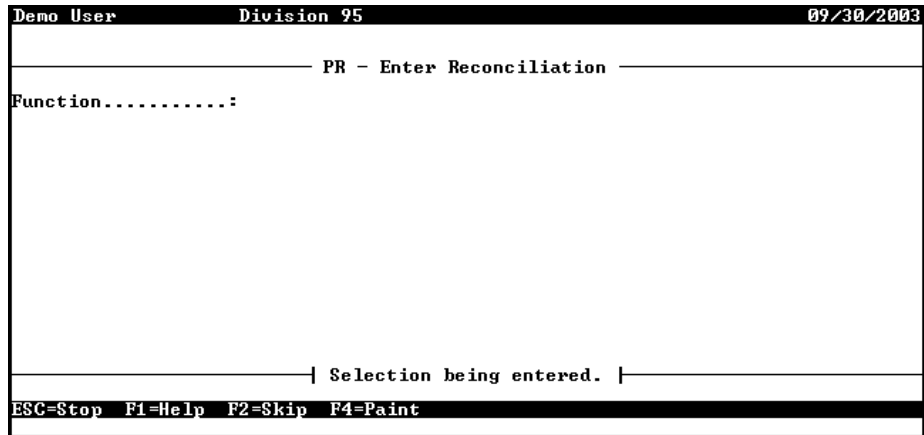 Demo User Division 95 09/30/2003
PR - Enter Reconciliation
Function...........:
Selection being entered.
ESC=Stop F1=Help F2=Skip F4=Paint